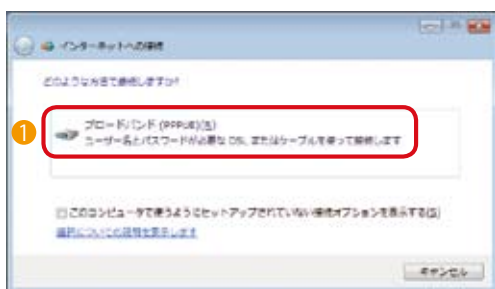 インターネットへの接続
どのような方法で接続しますか?
1
ブロードバンド (PPPoE)(R)
ユーザー名とパスワードが必要な DSL またはケーブルを使って接続します
このコンピュータで使うようにセットアップされていない接続オプションを表示する(S)
選択についての説明を表示します
キャンセル